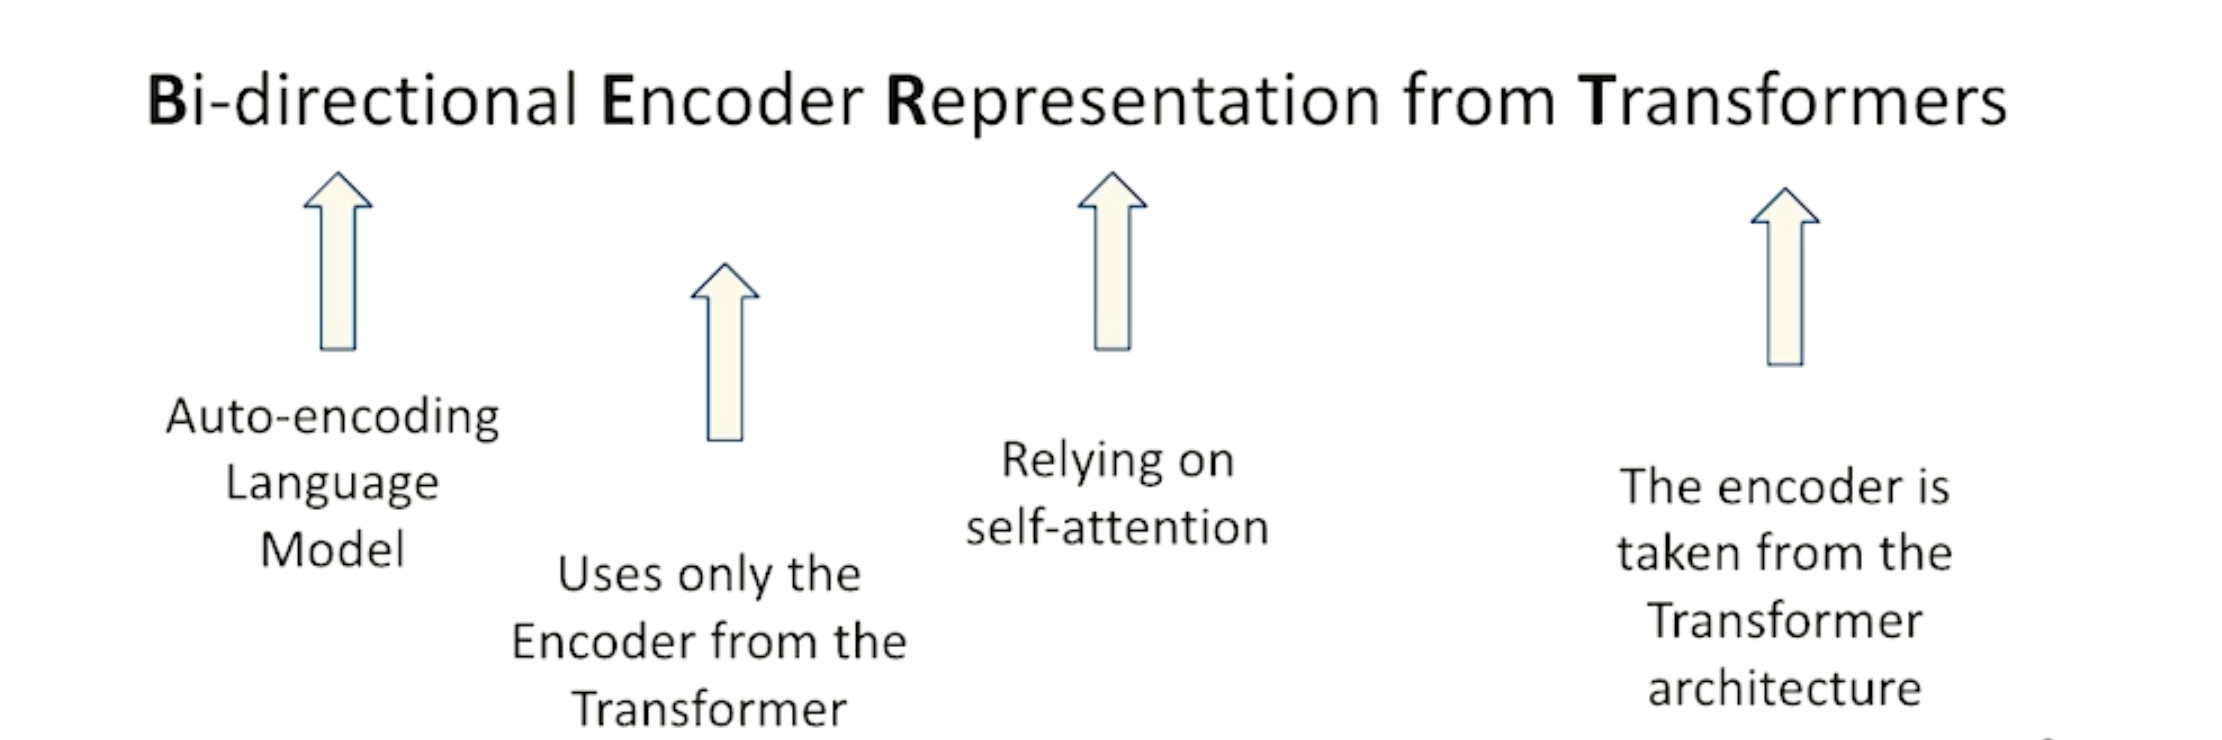 Bi-directional Encoder Representation from Transformers
Auto-encoding
Language
Model
Uses only the
Encoder from the
Transformer
Relying on
self-attention
The encoder is
taken from the
Transformer
architecture